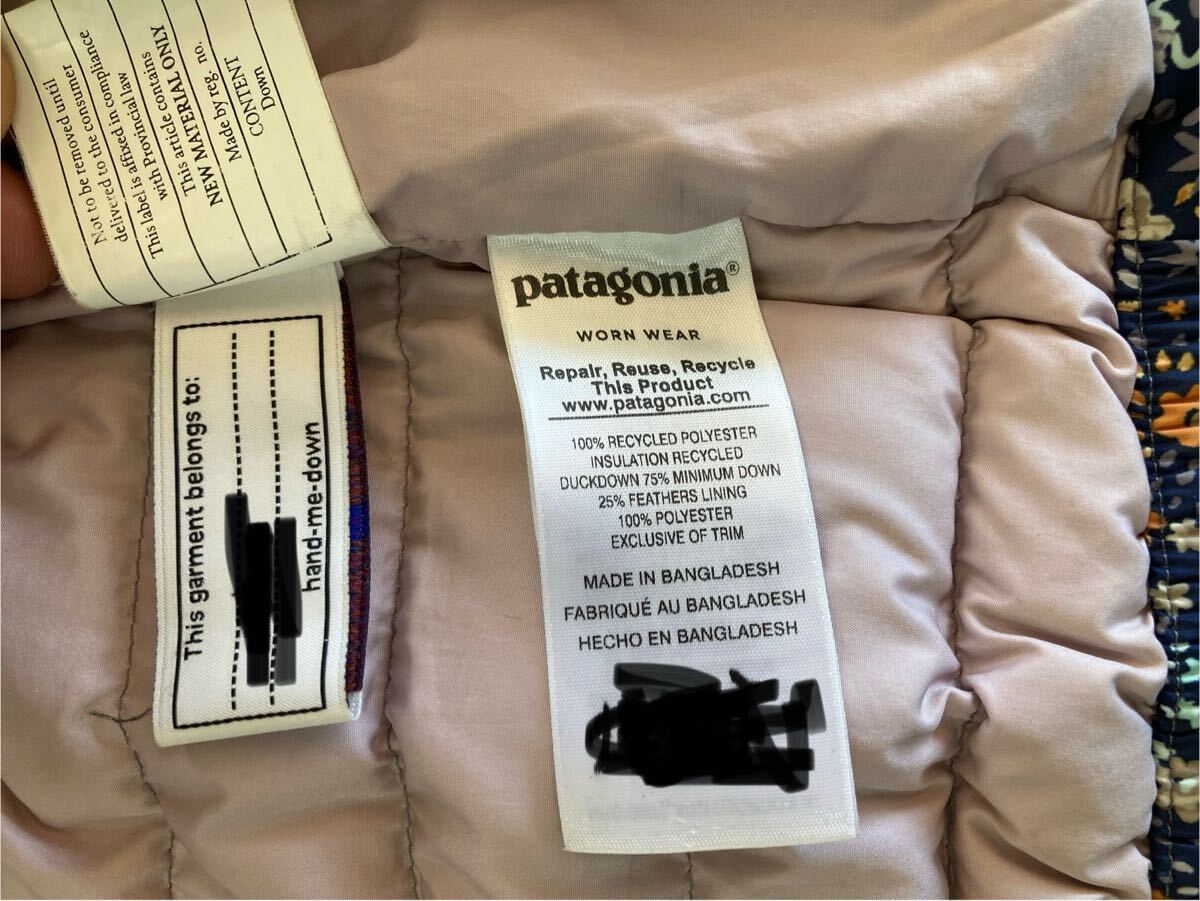 Not to be removed until
delivered to the consumer
This label is affixed in compliance
with Provincial law
This article contains
NEW MATERIAL ONLY
Made by reg. no.
CONTENT
Down
This garment belongs to:
hand-me-down
patagonia®
WORN WEAR
Repair, Reuse, Recycle
This Product
www.patagonia.com
100% RECYCLED POLYESTER
INSULATION RECYCLED
DUCKDOWN 75% MINIMUM DOWN
25% FEATHERS LINING
100% POLYESTER
EXCLUSIVE OF TRIM
MADE IN BANGLADESH
FABRIQUÉ AU BANGLADESH
HECHO EN BANGLADESH